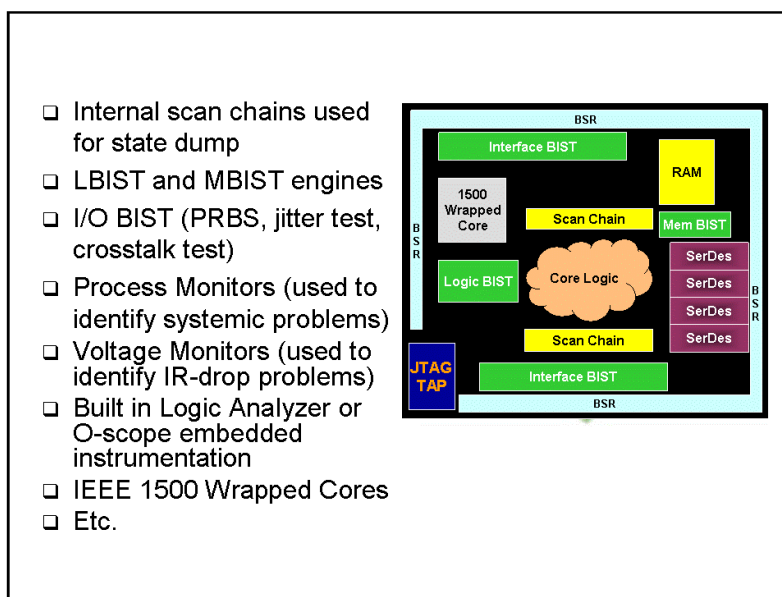 ❑ Internal scan chains used
for state dump
❑ LBIST and MBIST engines
❑ I/O BIST (PRBS, jitter test,
crosstalk test)
❑ Process Monitors (used to
identify systemic problems)
❑ Voltage Monitors (used to
identify IR-drop problems)
❑ Built in Logic Analyzer or
O-scope embedded
instrumentation
❑ IEEE 1500 Wrapped Cores
❑ Etc.
BSR
Interface BIST
RAM
1500
Wrapped
Core
Scan Chain
Mem BIST
BSR
SerDes
Logic BIST
Core Logic
SerDes
BSR
SerDes
SerDes
Scan Chain
JTAG
TAP
Interface BIST
BSR